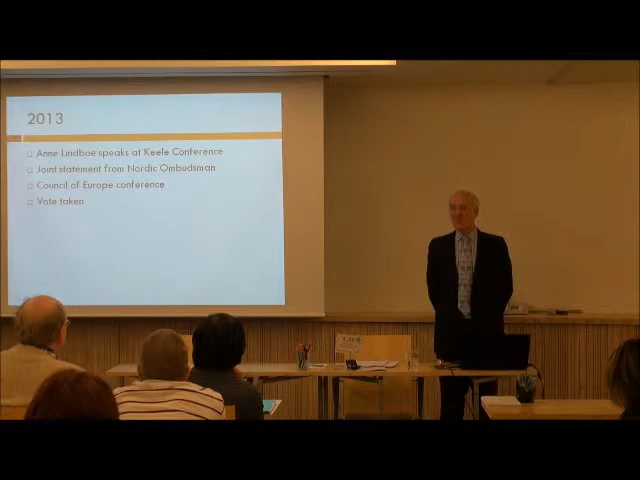 2013
Anne Lindboe speaks at Keele Conference
Joint statement from Nordic Ombudsman
Council of Europe conference
Vote taken